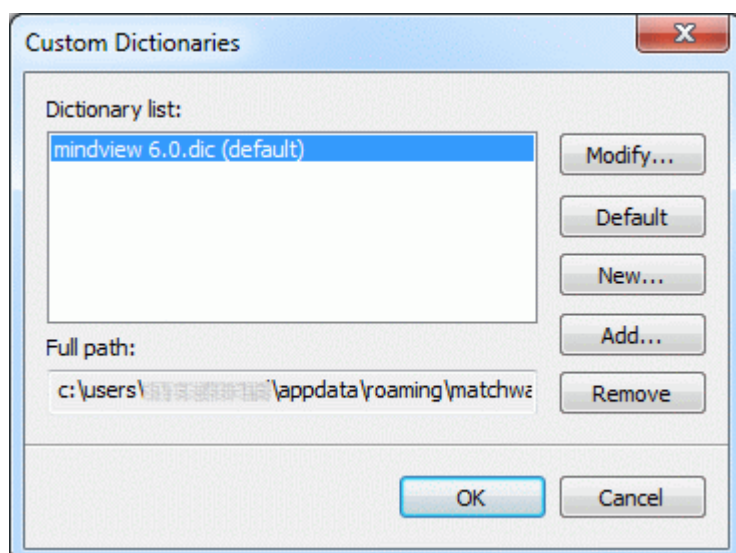 Custom Dictionaries
Dictionary list:
mindview 6.0.dic (default)
Modify...
Default
New...
Add...
Full path:
c:\users\ \appdata\roaming\matchwa
Remove
OK
Cancel